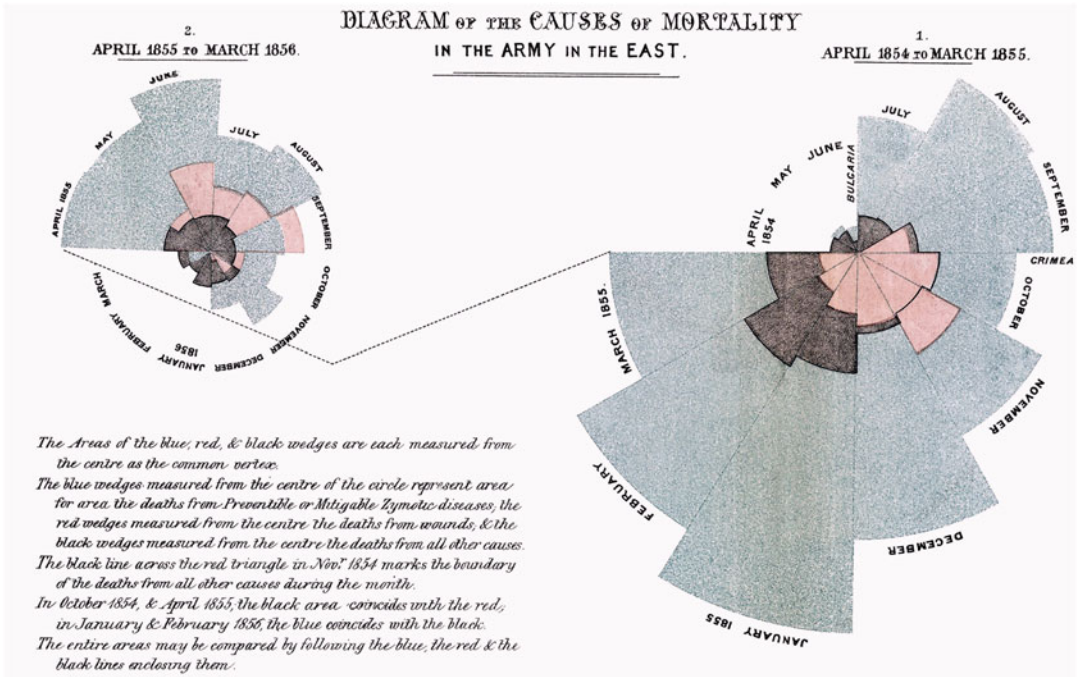 DIAGRAM OF THE CAUSES OF MORTALITY
IN THE ARMY IN THE EAST.
2.
APRIL 1855 TO MARCH 1856.
1.
APRIL 1854 TO MARCH 1855.
APRIL 1855
MAY
JUNE
JULY
AUGUST
SEPTEMBER
OCTOBER
NOVEMBER
DECEMBER
JANUARY 1856
FEBRUARY
MARCH
APRIL 1854
MAY
JUNE
BULGARIA
JULY
AUGUST
SEPTEMBER
CRIMEA
OCTOBER
NOVEMBER
DECEMBER
JANUARY 1855
FEBRUARY
MARCH 1855.
The Areas of the blue, red, & black wedges are each measured from
the centre as the common vertex.
The blue wedges measured from the centre of the circle represent area
for area the deaths from Preventible or Mitigable Zymotic diseases, the
red wedges measured from the centre the deaths from wounds, & the
black wedges measured from the centre the deaths from all other causes.
The black line across the red triangle in Nov.r 1854 marks the boundary
of the deaths from all other causes during the month.
In October 1854, & April 1855, the black area coincides with the red,
in January & February 1856, the blue coincides with the black.
The entire areas may be compared by following the blue, the red & the
black lines enclosing them.